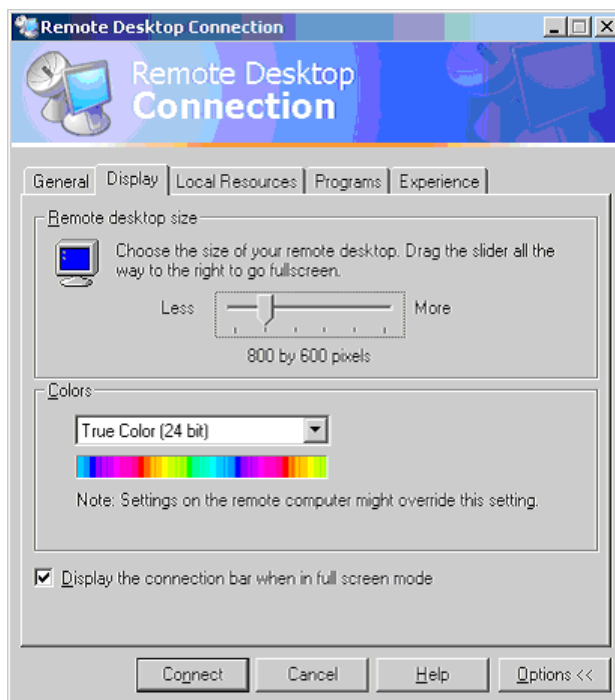 Remote Desktop Connection
Remote Desktop
Connection
General Display Local Resources Programs Experience
Remote desktop size
Choose the size of your remote desktop. Drag the slider all the
way to the right to go fullscreen.
Less More
800 by 600 pixels
Colors
True Color (24 bit)
Note: Settings on the remote computer might override this setting.
Display the connection bar when in full screen mode
Connect Cancel Help Options <<